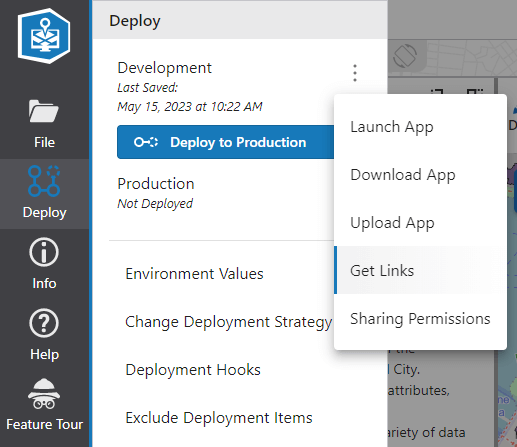 Deploy
Development
Last Saved:
May 15, 2023 at 10:22 AM
Deploy to Production
Production
Not Deployed
Environment Values
Change Deployment Strategy
Deployment Hooks
Exclude Deployment Items
File
Deploy
Info
Help
Feature Tour
Launch App
Download App
Upload App
Get Links
Sharing Permissions
D
the
l City.
attributes,
ariety of data